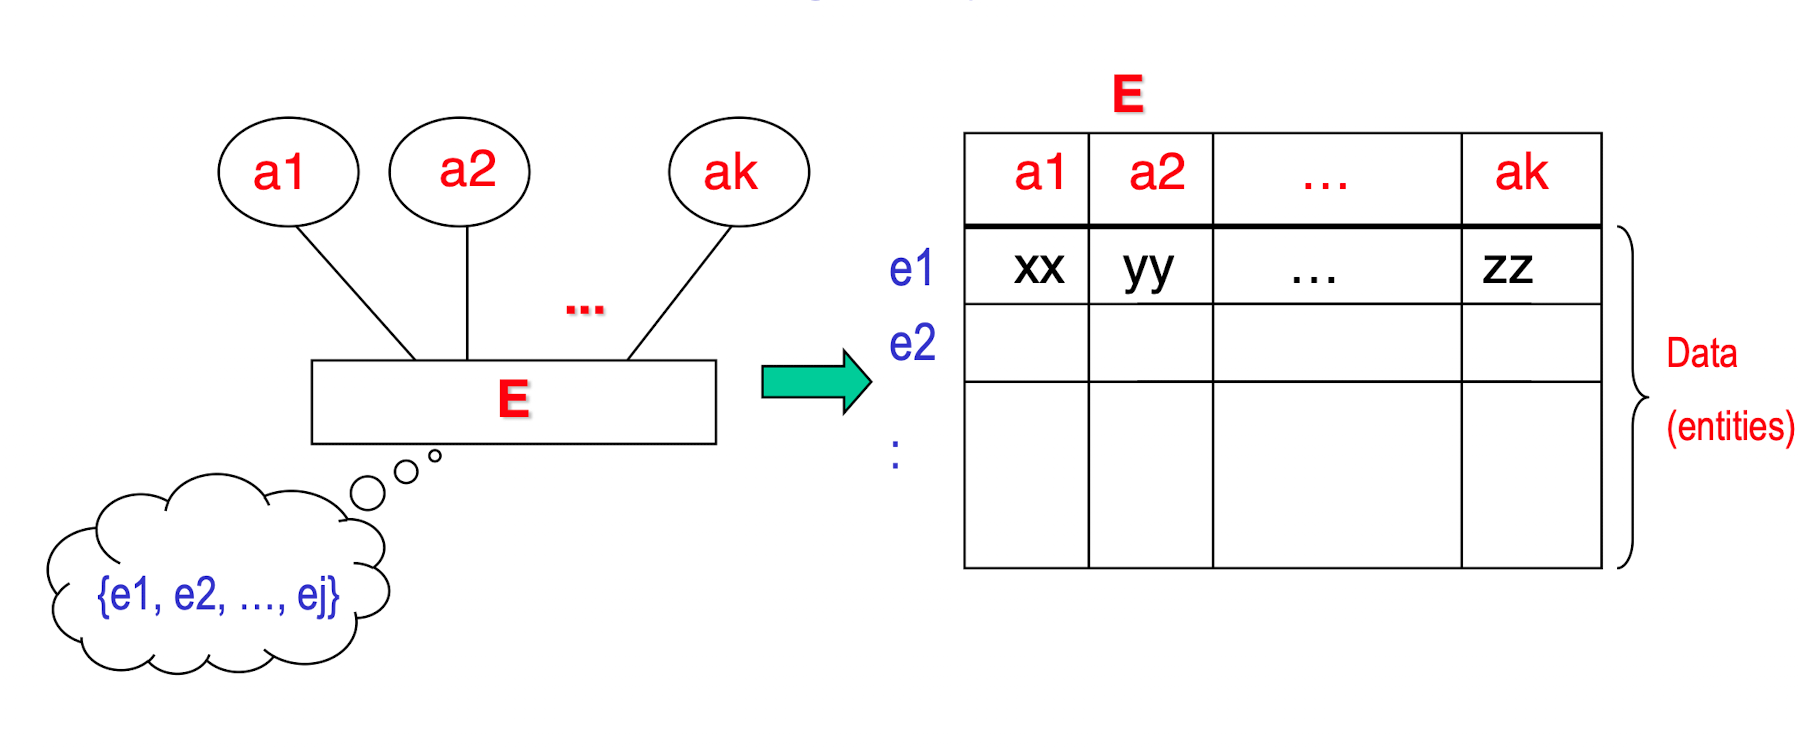 a1 a2 ak
...
E
{e1, e2, …, ej}
E
a1 a2 … ak
e1 xx yy … zz
e2
:
Data
(entities)